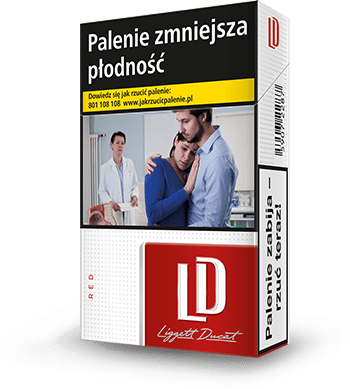 Palenie zmniejsza
płodność
Dowiedz się jak rzucić palenie:
801 108 108 www.jakrzucicpalenie.pl
RED
LD
Liggett Ducat
LD
Palenie zabija –
rzuć teraz!